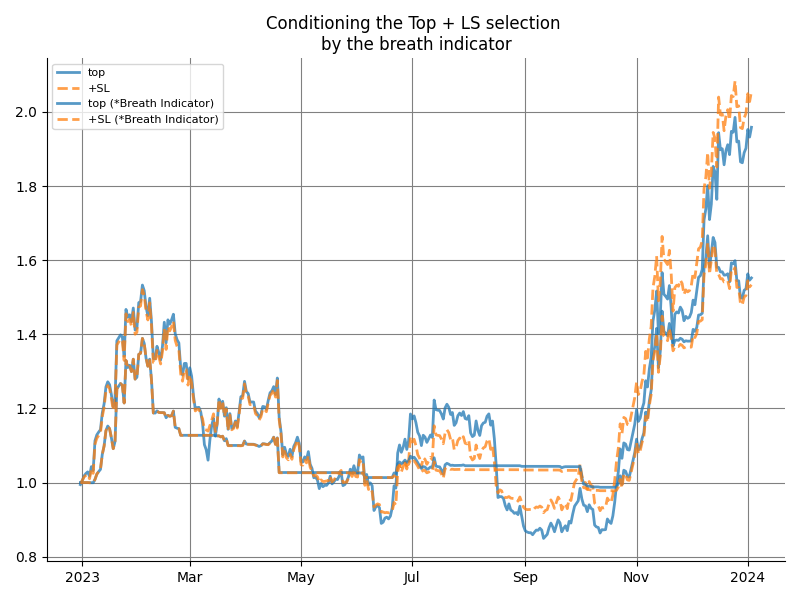 Conditioning the Top + LS selection
by the breath indicator
top
+SL
top (*Breath Indicator)
+SL (*Breath Indicator)
2.0
1.8
1.6
1.4
1.2
1.0
0.8
2023
Mar
May
Jul
Sep
Nov
2024